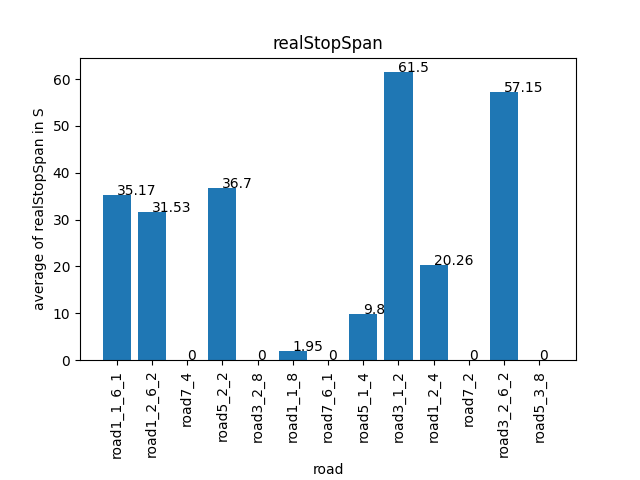 realStopSpan
average of realStopSpan in S
60
50
40
30
20
10
0
35.17
31.53
0
36.7
0
1.95
0
9.8
61.5
20.26
0
57.15
0
road1_1_6_1
road1_2_6_2
road7_4
road5_2_2
road3_2_8
road1_1_8
road7_6_1
road5_1_4
road3_1_2
road1_2_4
road7_2
road3_2_6_2
road5_3_8
road